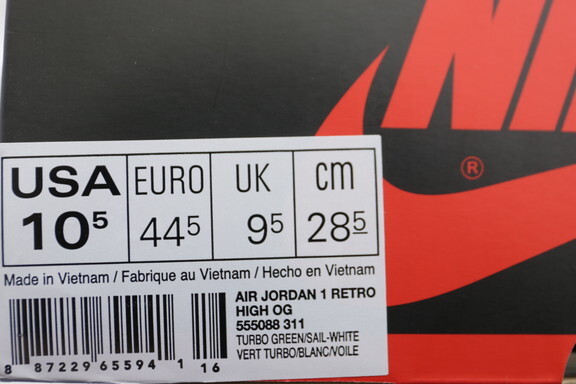 NI
®
USA EURO UK cm
10⁵ 44⁵ 9⁵ 28⁵
Made in Vietnam / Fabrique au Vietnam / Hecho en Vietnam
AIR JORDAN 1 RETRO
HIGH OG
555088 311
TURBO GREEN/SAIL-WHITE
VERT TURBO/BLANC/VOILE
8 87229 65594 1 16